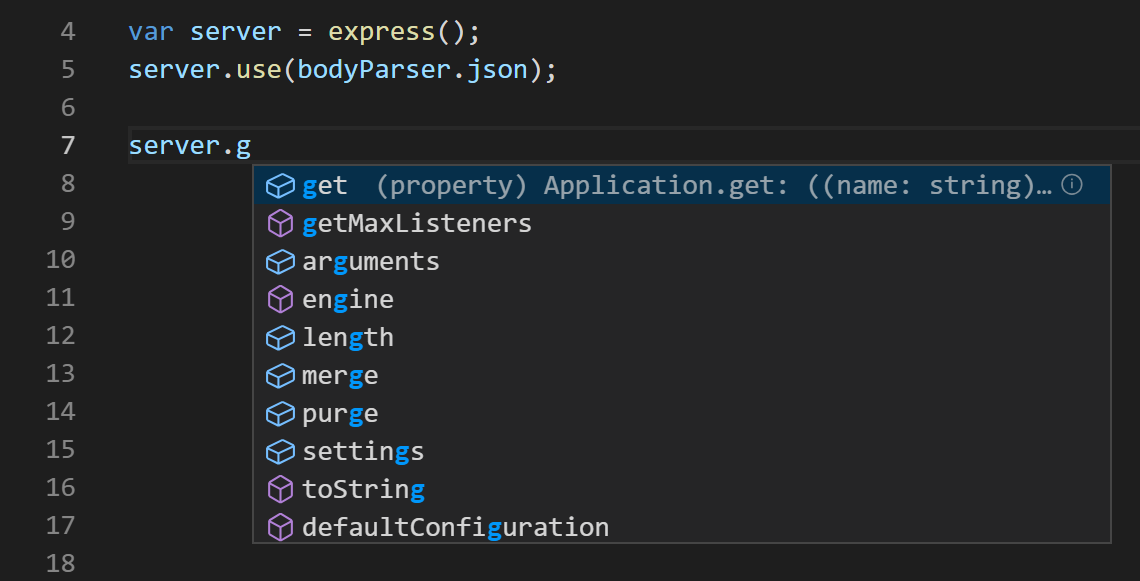 4 var server = express();
5 server.use(bodyParser.json);
6
7 server.g
8 get (property) Application.get: ((name: string)…
9 getMaxListeners
10 arguments
11 engine
12 length
13 merge
14 purge
15 settings
16 toString
17 defaultConfiguration
18